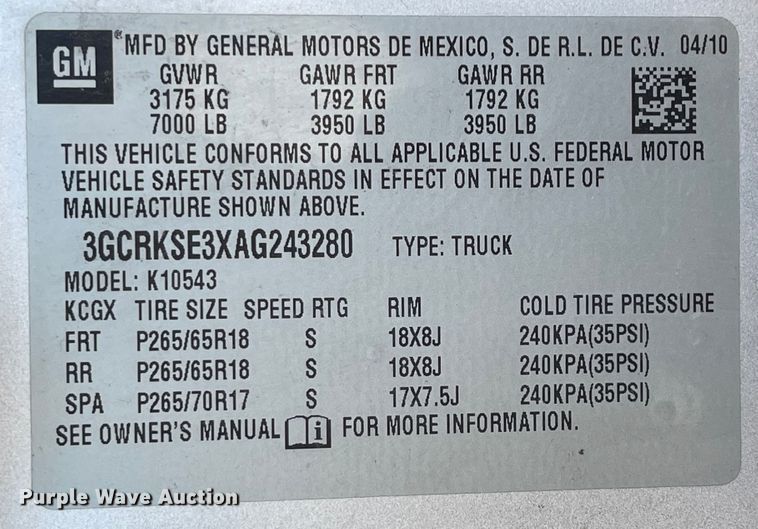 GM® MFD BY GENERAL MOTORS DE MEXICO, S. DE R.L. DE C.V. 04/10
GVWR GAWR FRT GAWR RR
3175 KG 1792 KG 1792 KG
7000 LB 3950 LB 3950 LB
THIS VEHICLE CONFORMS TO ALL APPLICABLE U.S. FEDERAL MOTOR
VEHICLE SAFETY STANDARDS IN EFFECT ON THE DATE OF
MANUFACTURE SHOWN ABOVE.
3GCRKSE3XAG243280 TYPE: TRUCK
MODEL: K10543
KCGX TIRE SIZE SPEED RTG RIM COLD TIRE PRESSURE
FRT P265/65R18 S 18X8J 240KPA(35PSI)
RR P265/65R18 S 18X8J 240KPA(35PSI)
SPA P265/70R17 S 17X7.5J 240KPA(35PSI)
SEE OWNER'S MANUAL i FOR MORE INFORMATION.
Purple Wave Auction